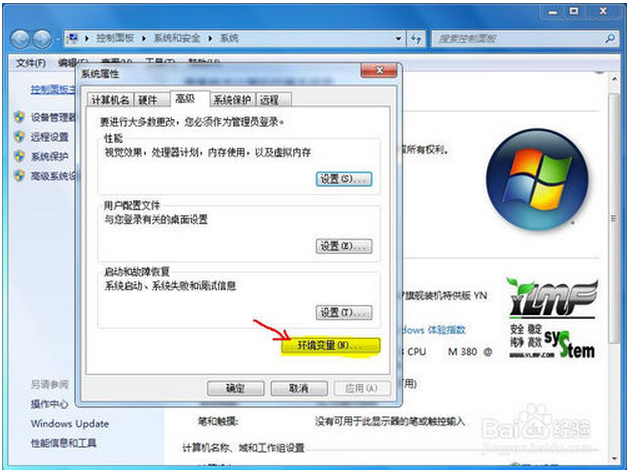 控制面板 ▸ 系统和安全 ▸ 系统
搜索控制面板
文件(F)
系统属性
控制面板主
设备管理器
远程设置
系统保护
高级系统设
计算机名 硬件 高级 系统保护 远程
要进行大多数更改，您必须作为管理员登录。
性能
视觉效果，处理器计划，内存使用，以及虚拟内存
设置(S)...
所有权利。
用户配置文件
与您登录有关的桌面设置
设置(E)...
启动和故障恢复
系统启动、系统失败和调试信息
设置(T)...
旗舰装机特供版 YN
YLMF
安全 稳定
纯净 高效 system
www.YLMF.com
dows 体验指数
CPU M 380 @
环境变量(N)...
确定 取消 应用(A)
另请参阅
操作中心
Windows Update
性能信息和工具
笔和触摸:
没有可用于此显示器的笔或触控输入
计算机名称、域和工作组设置
Baidu 经验
jingyan.baidu.com